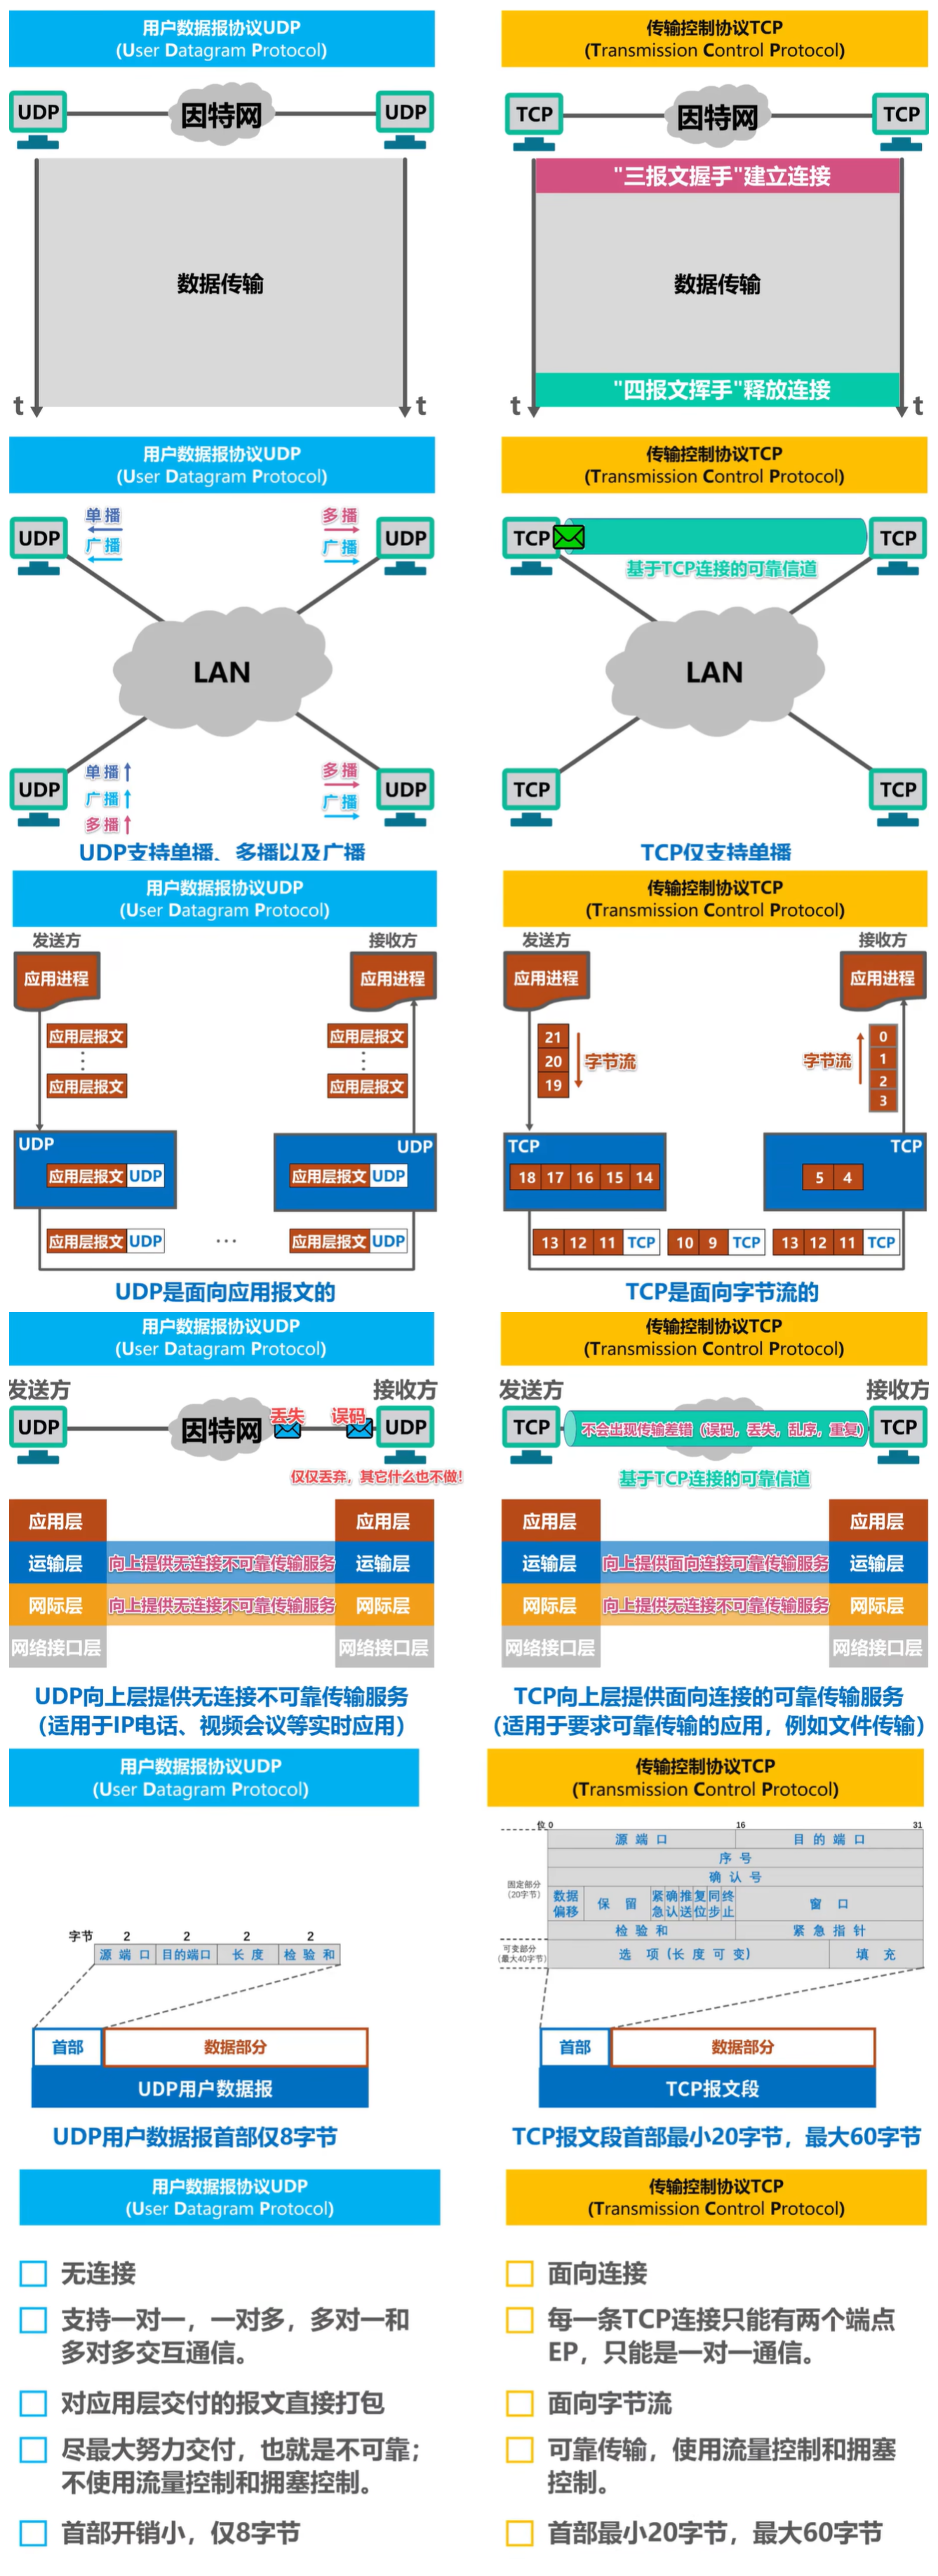 用户数据报协议UDP
(User Datagram Protocol)
传输控制协议TCP
(Transmission Control Protocol)
UDP
因特网
UDP
TCP
因特网
TCP
"三报文握手"建立连接
数据传输
数据传输
"四报文挥手"释放连接
t
t
t
t
用户数据报协议UDP
(User Datagram Protocol)
传输控制协议TCP
(Transmission Control Protocol)
UDP
单播
广播
多播
广播
UDP
TCP
TCP
基于TCP连接的可靠信道
LAN
LAN
UDP
单播
广播
多播
多播
广播
UDP
TCP
TCP
UDP支持单播、多播以及广播
TCP仅支持单播
用户数据报协议UDP
(User Datagram Protocol)
传输控制协议TCP
(Transmission Control Protocol)
发送方
接收方
发送方
接收方
应用进程
应用进程
应用进程
应用进程
应用层报文
应用层报文
⋮
⋮
应用层报文
应用层报文
21
20
19
字节流
字节流
0
1
2
3
UDP
UDP
TCP
TCP
应用层报文 UDP
应用层报文 UDP
18 17 16 15 14
5 4
应用层报文 UDP
…
应用层报文 UDP
13 12 11 TCP
10 9 TCP
13 12 11 TCP
UDP是面向应用报文的
TCP是面向字节流的
用户数据报协议UDP
(User Datagram Protocol)
传输控制协议TCP
(Transmission Control Protocol)
发送方
接收方
发送方
接收方
UDP
因特网
丢失
误码
UDP
TCP
不会出现传输差错（误码，丢失，乱序，重复）
TCP
仅仅丢弃，其它什么也不做！
基于TCP连接的可靠信道
应用层
应用层
应用层
应用层
运输层
向上提供无连接不可靠传输服务
运输层
运输层
向上提供面向连接可靠传输服务
运输层
网际层
向上提供无连接不可靠传输服务
网际层
网际层
向上提供无连接不可靠传输服务
网际层
网络接口层
网络接口层
网络接口层
网络接口层
UDP向上层提供无连接不可靠传输服务
（适用于IP电话、视频会议等实时应用）
TCP向上层提供面向连接的可靠传输服务
（适用于要求可靠传输的应用，例如文件传输）
用户数据报协议UDP
(User Datagram Protocol)
传输控制协议TCP
(Transmission Control Protocol)
字节 2 2 2 2
源端口 目的端口 长度 检验和
首部
数据部分
UDP用户数据报
UDP用户数据报首部仅8字节
位 0 16 31
源端口 目的端口
序号
确认号
固定部分
(20字节)
数据偏移 保留 紧急 确认 推送 复位 同步 终止 窗口
检验和 紧急指针
可变部分
(最大40字节)
选项(长度可变) 填充
首部
数据部分
TCP报文段
TCP报文段首部最小20字节，最大60字节
用户数据报协议UDP
(User Datagram Protocol)
无连接
支持一对一，一对多，多对一和
多对多交互通信。
对应用层交付的报文直接打包
尽最大努力交付，也就是不可靠；
不使用流量控制和拥塞控制。
首部开销小，仅8字节
传输控制协议TCP
(Transmission Control Protocol)
面向连接
每一条TCP连接只能有两个端点
EP，只能是一对一通信。
面向字节流
可靠传输，使用流量控制和拥塞
控制。
首部最小20字节，最大60字节